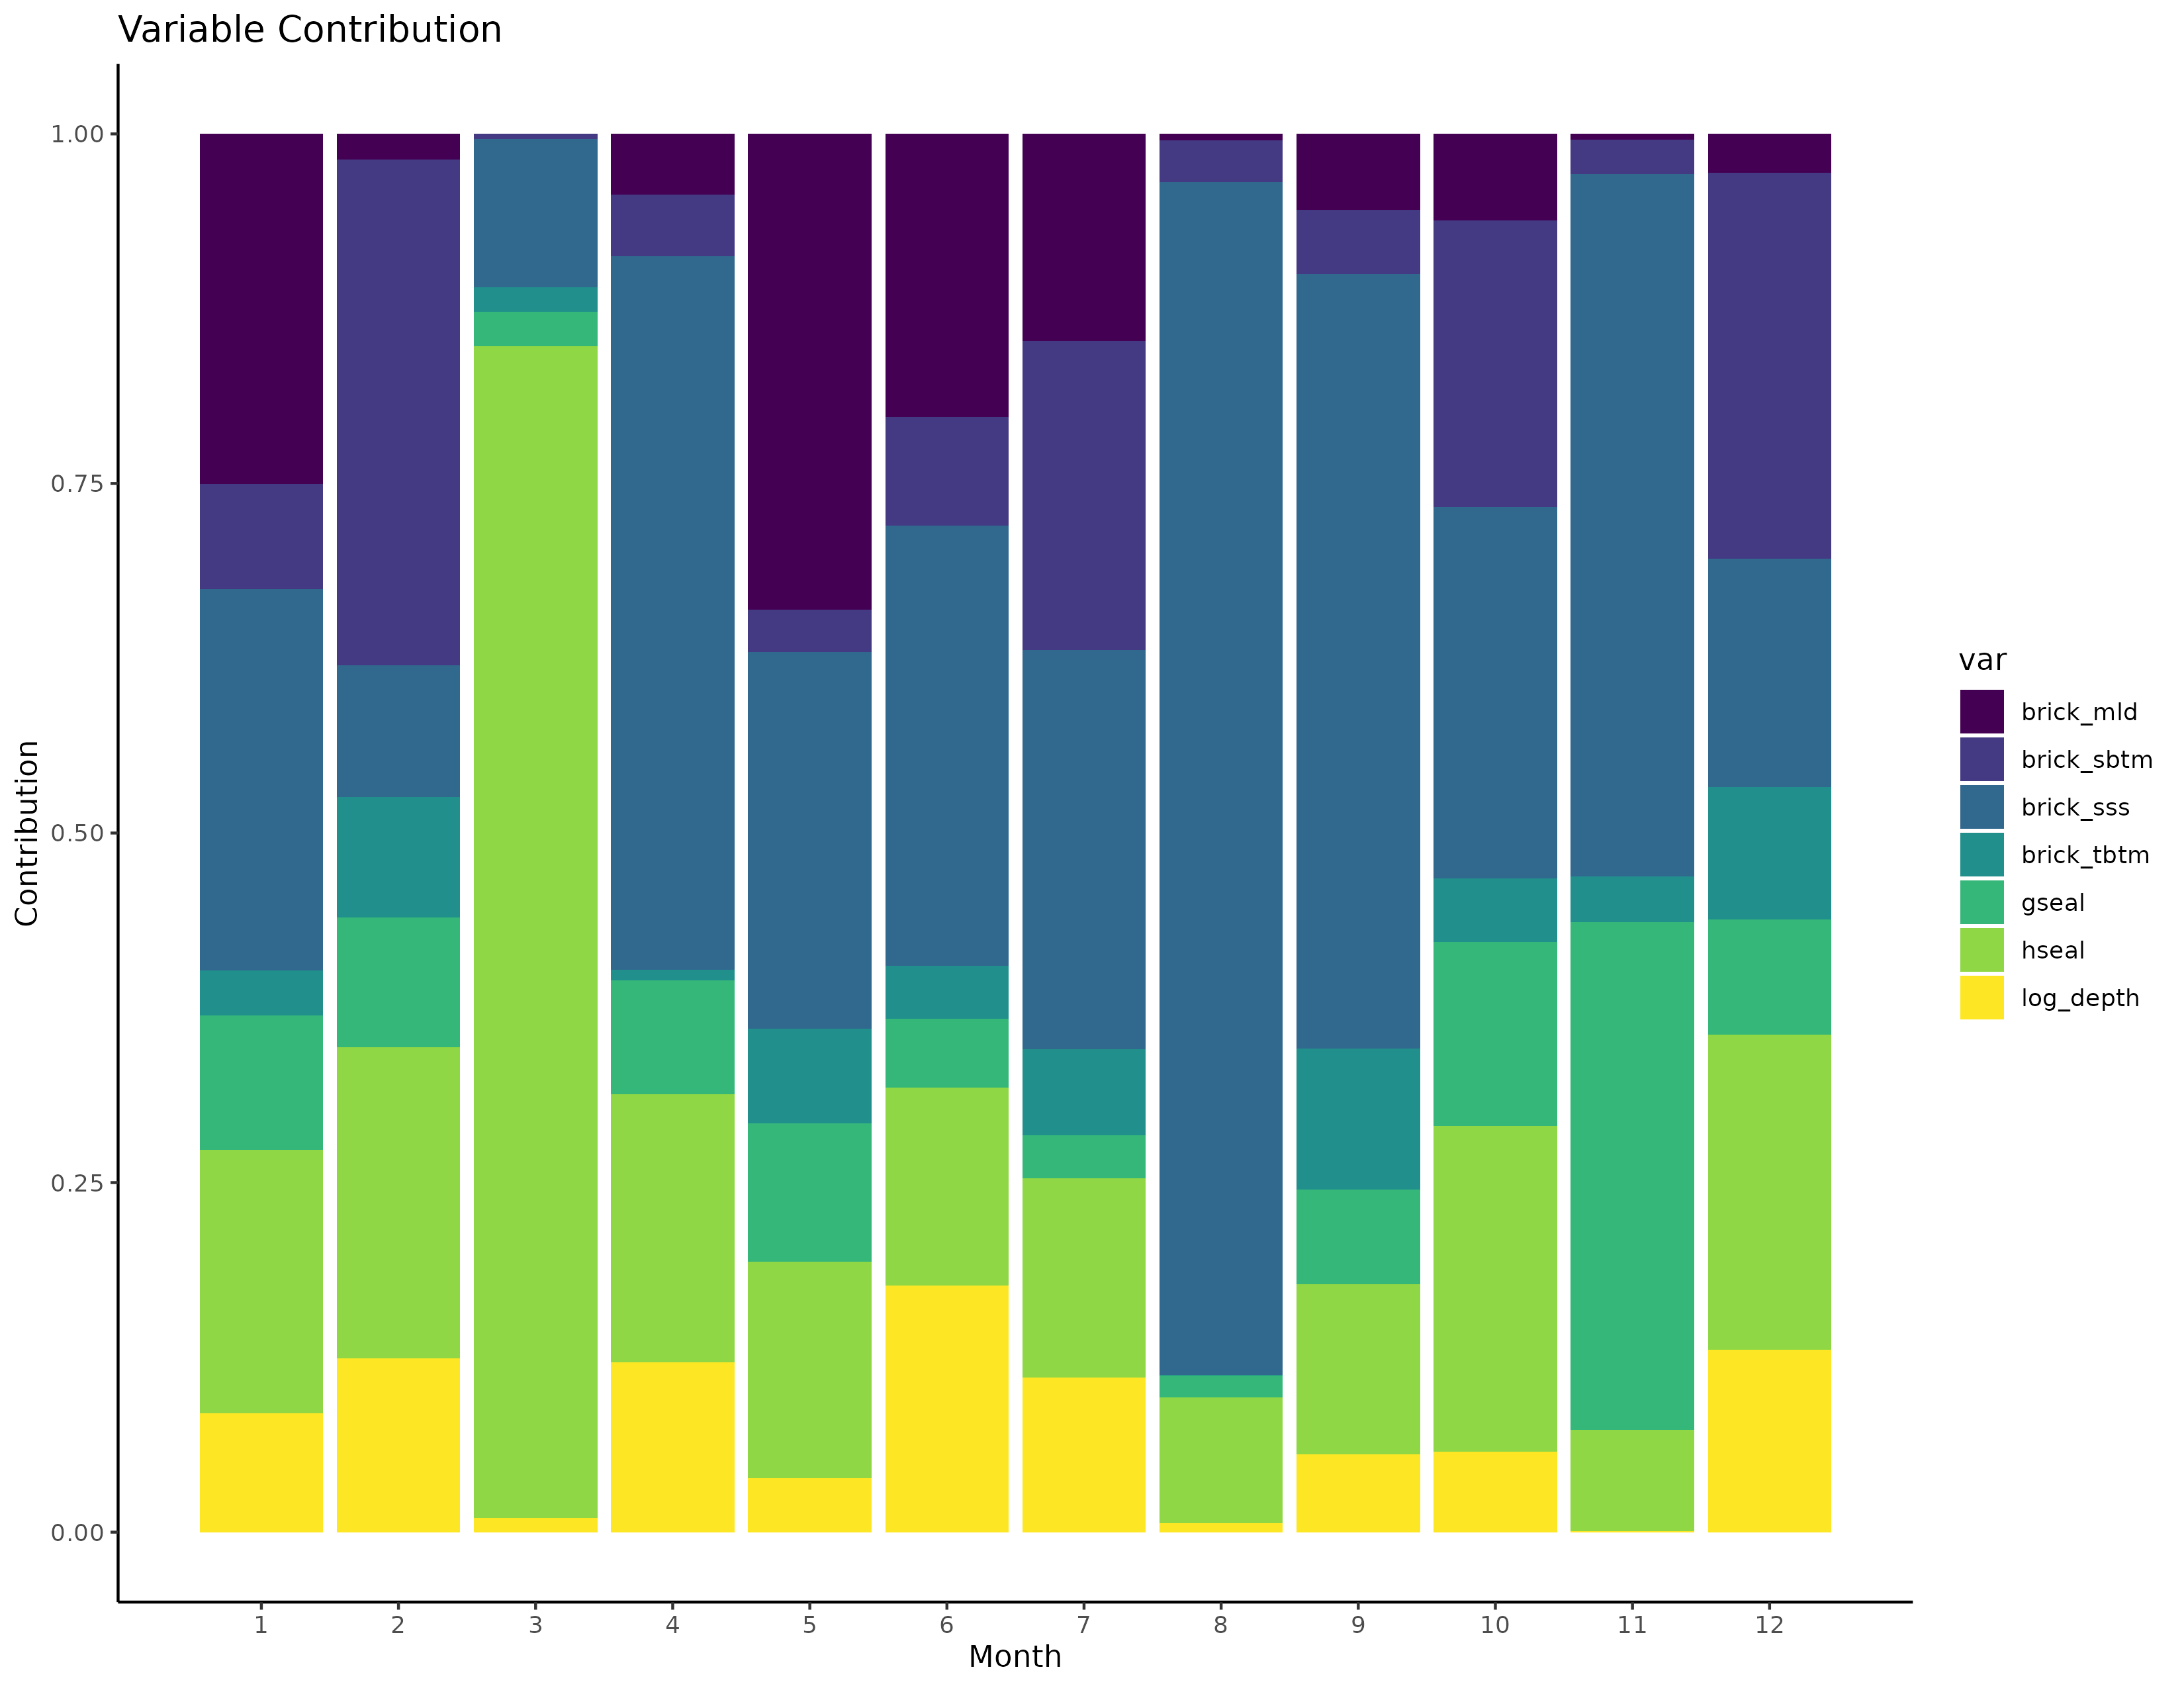 Variable Contribution
Contribution
1.00
0.75
0.50
0.25
0.00
1 2 3 4 5 6 7 8 9 10 11 12
Month
var
brick_mld
brick_sbtm
brick_sss
brick_tbtm
gseal
hseal
log_depth